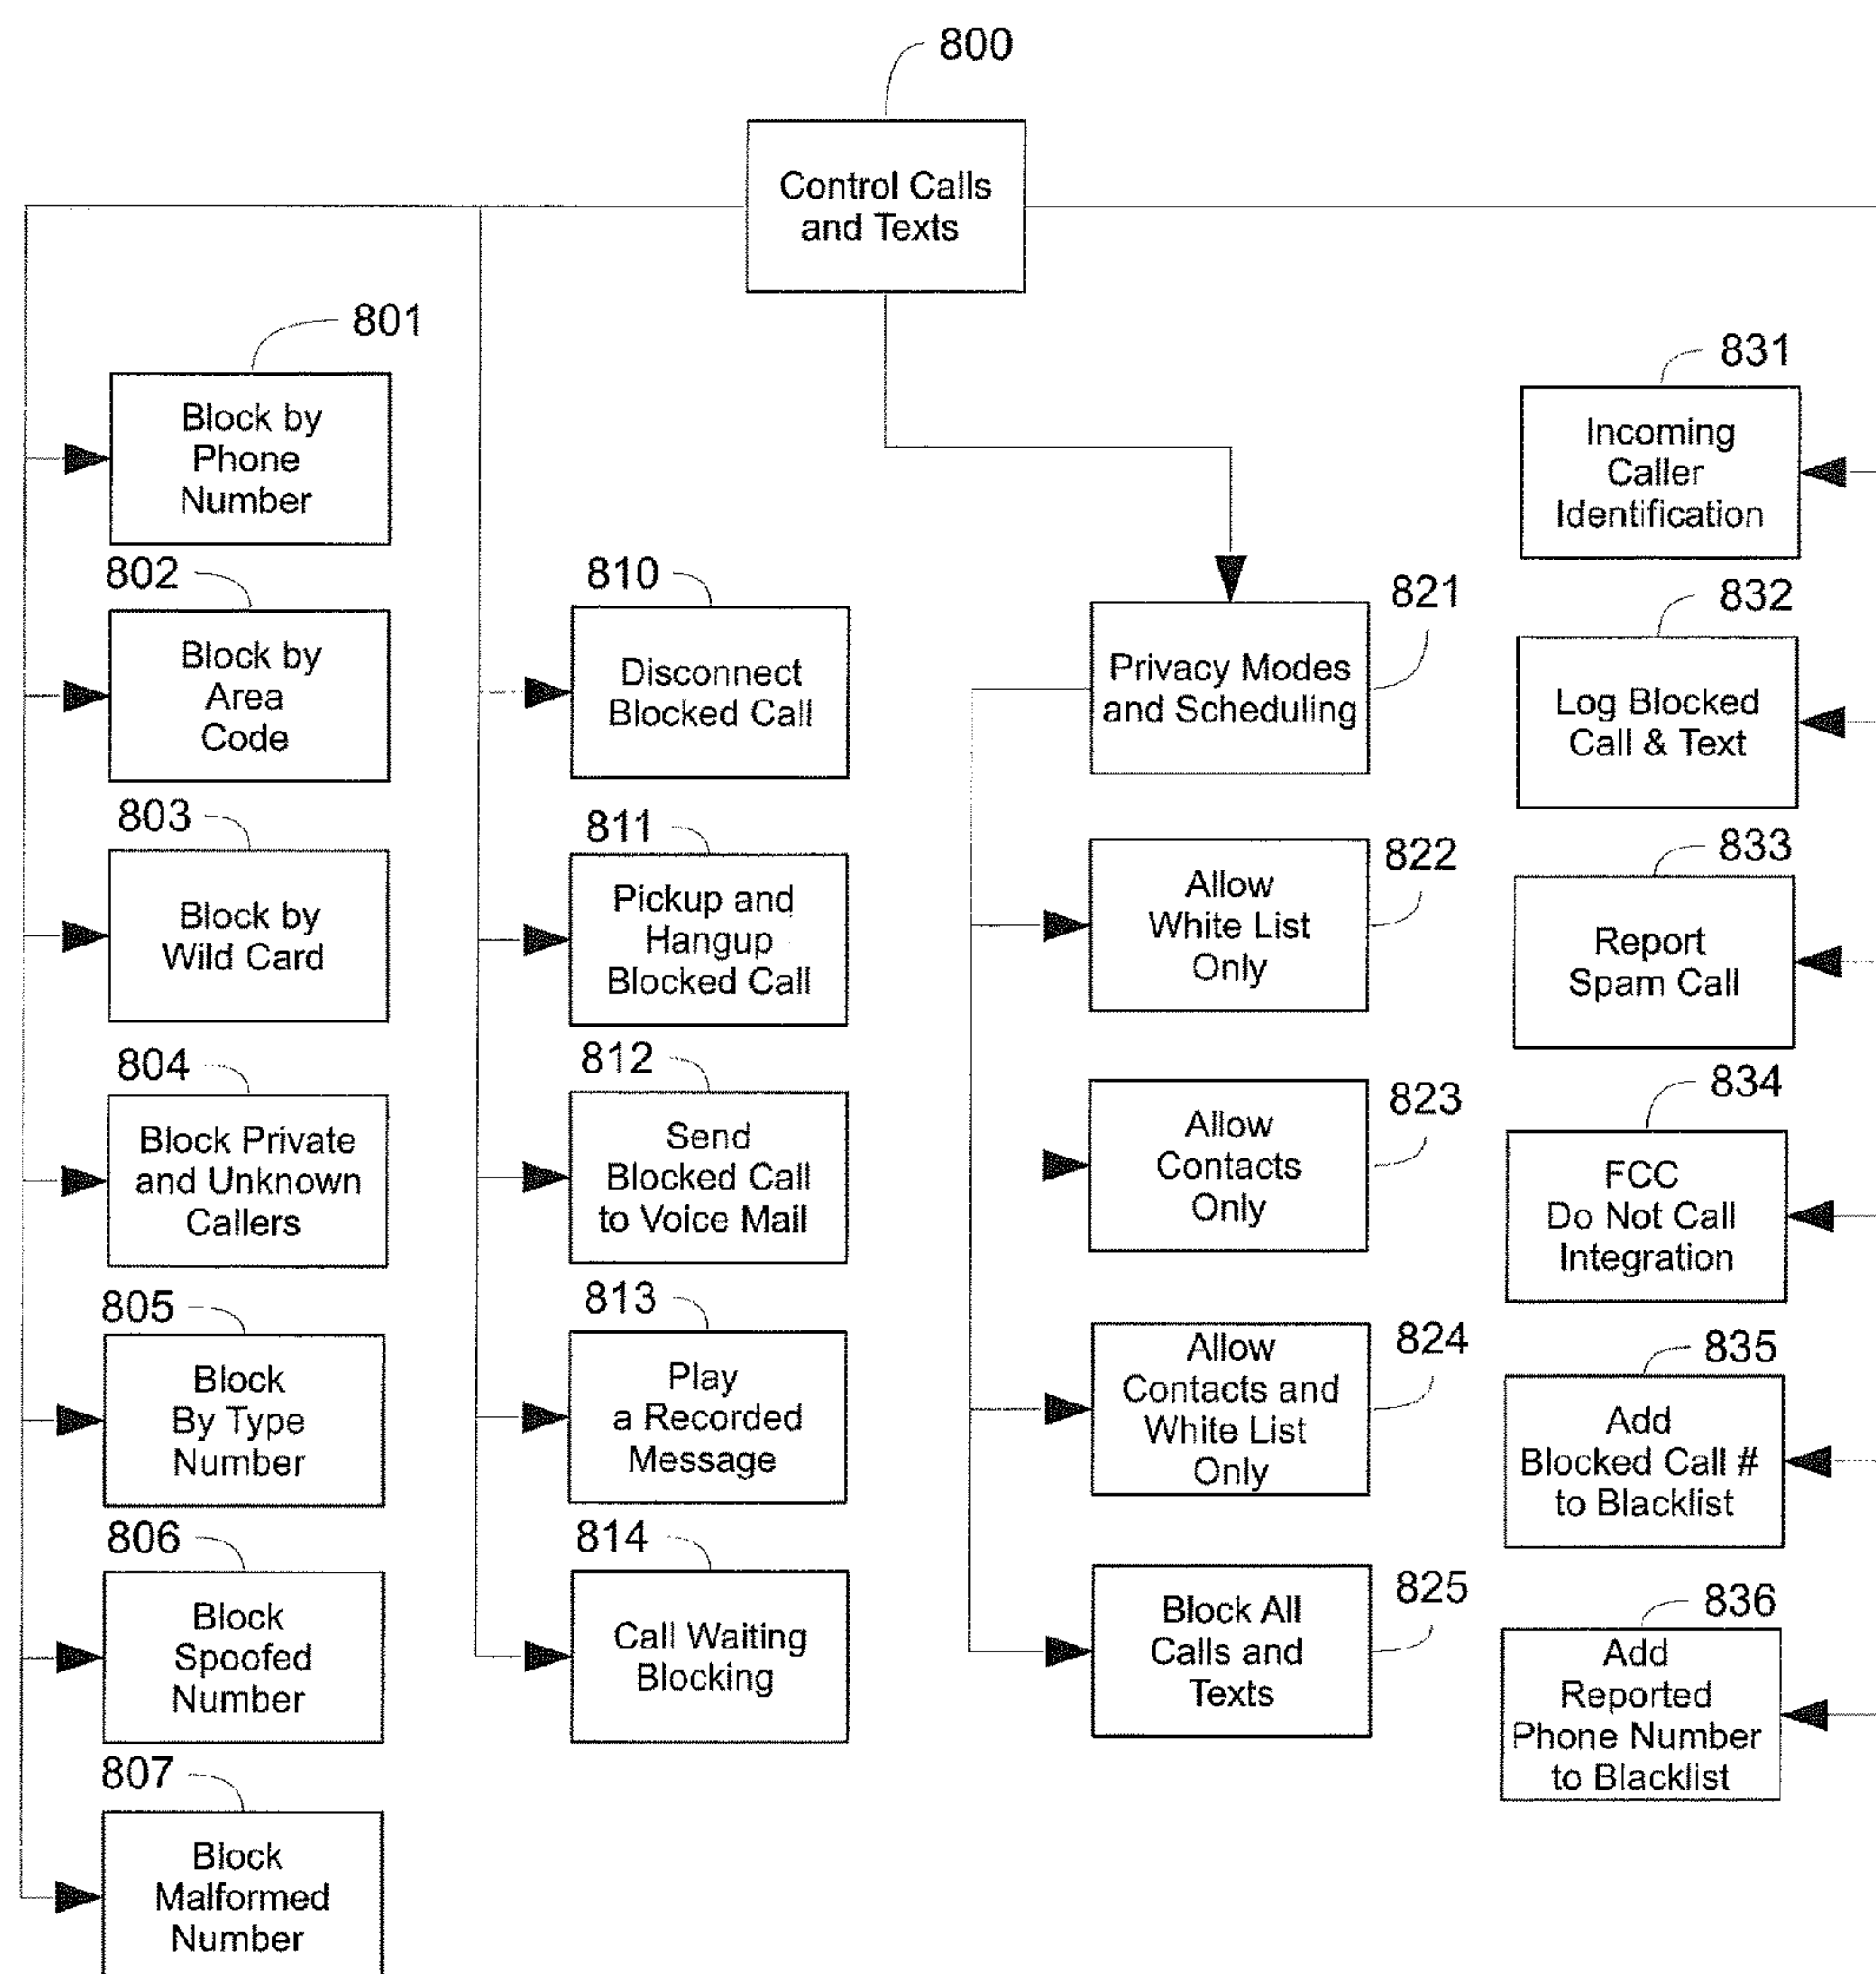 800
Control Calls
and Texts
801
Block by
Phone
Number
802
Block by
Area
Code
803
Block by
Wild Card
804
Block Private
and Unknown
Callers
805
Block
By Type
Number
806
Block
Spoofed
Number
807
Block
Malformed
Number
810
Disconnect
Blocked Call
811
Pickup and
Hangup
Blocked Call
812
Send
Blocked Call
to Voice Mail
813
Play
a Recorded
Message
814
Call Waiting
Blocking
821
Privacy Modes
and Scheduling
822
Allow
White List
Only
823
Allow
Contacts
Only
824
Allow
Contacts and
White List
Only
825
Block All
Calls and
Texts
831
Incoming
Caller
Identification
832
Log Blocked
Call & Text
833
Report
Spam Call
834
FCC
Do Not Call
Integration
835
Add
Blocked Call #
to Blacklist
836
Add
Reported
Phone Number
to Blacklist